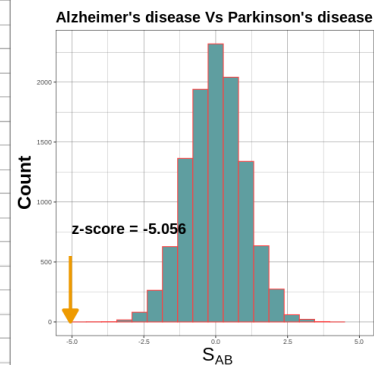 Alzheimer's disease Vs Parkinson's disease
2000
1500
1000
500
0
Count
z-score = -5.056
-5.0 -2.5 0.0 2.5 5.0
SAB